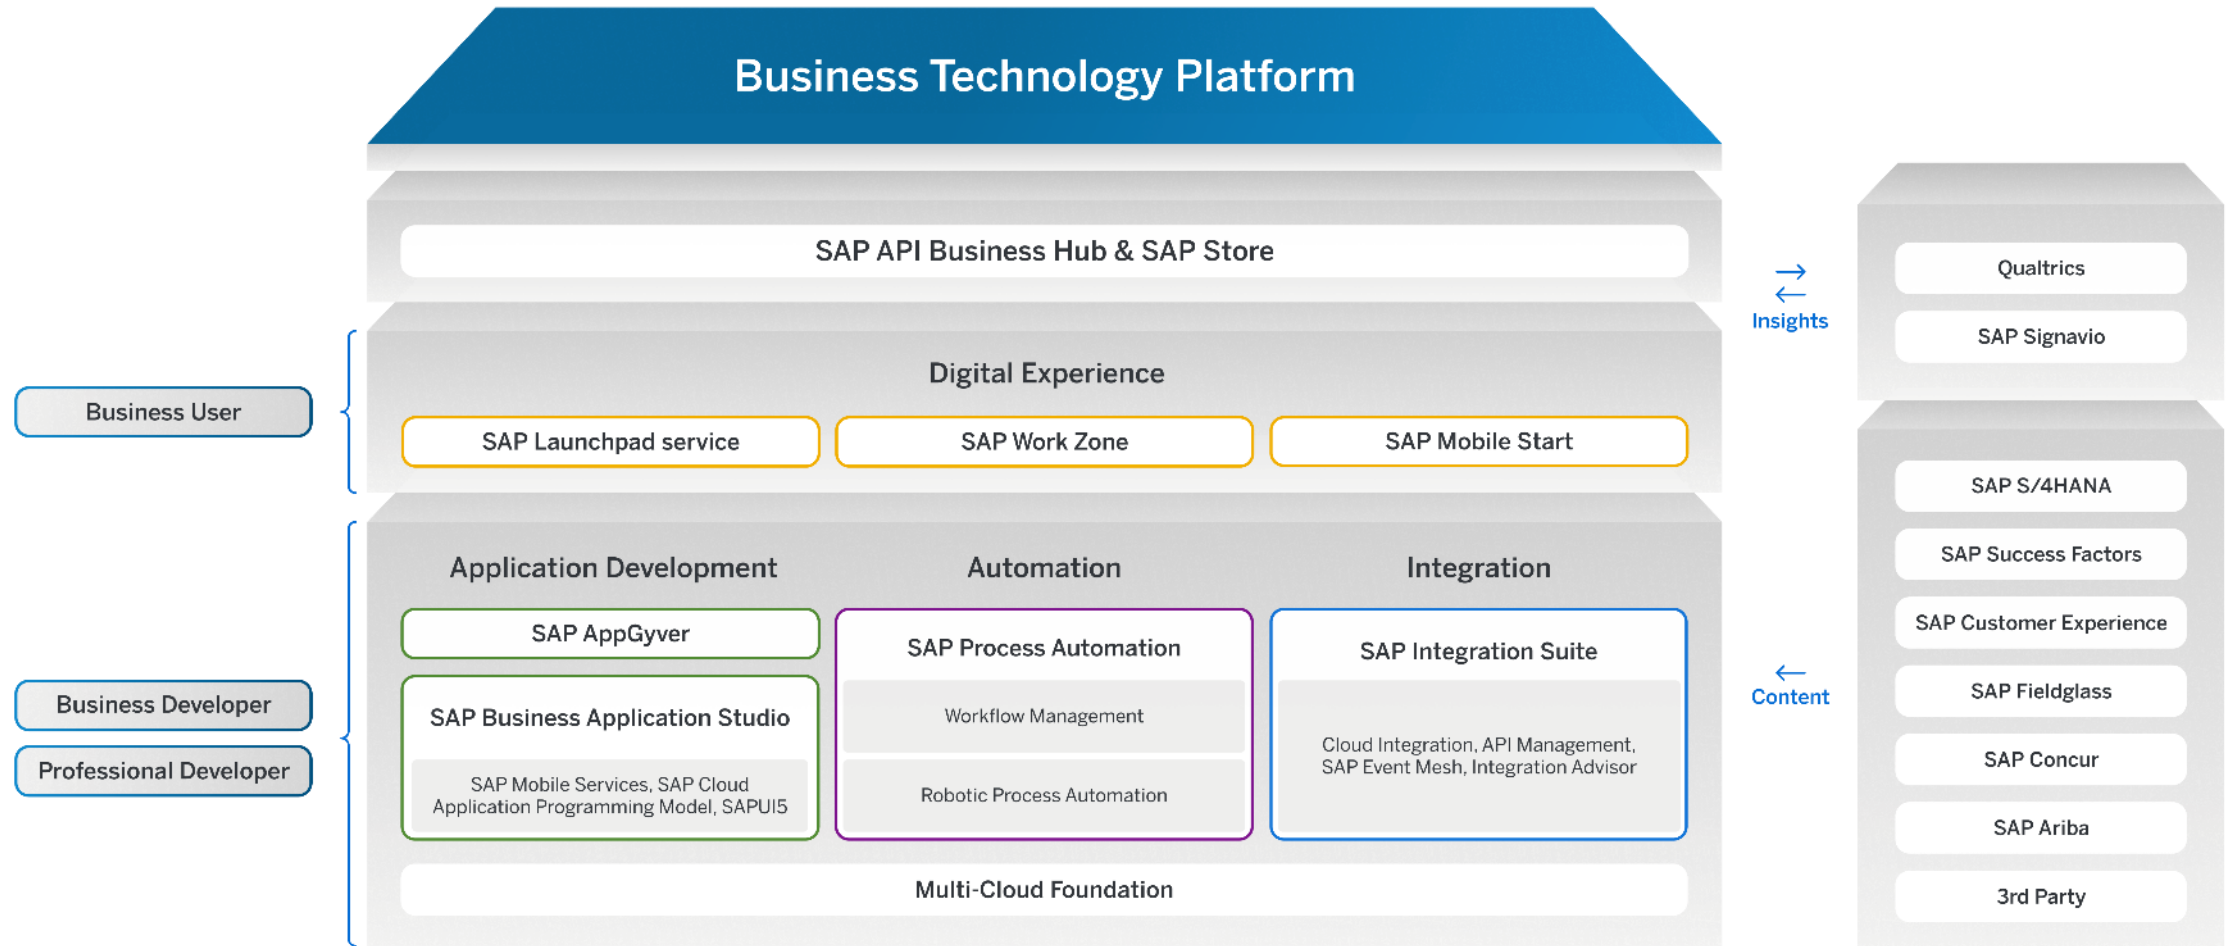 Business Technology Platform
SAP API Business Hub & SAP Store
Business User
Digital Experience
SAP Launchpad service
SAP Work Zone
SAP Mobile Start
Business Developer
Professional Developer
Application Development
SAP AppGyver
SAP Business Application Studio
SAP Mobile Services, SAP Cloud
Application Programming Model, SAPUI5
Automation
SAP Process Automation
Workflow Management
Robotic Process Automation
Integration
SAP Integration Suite
Cloud Integration, API Management,
SAP Event Mesh, Integration Advisor
Multi-Cloud Foundation
→
←
Insights
←
Content
Qualtrics
SAP Signavio
SAP S/4HANA
SAP Success Factors
SAP Customer Experience
SAP Fieldglass
SAP Concur
SAP Ariba
3rd Party